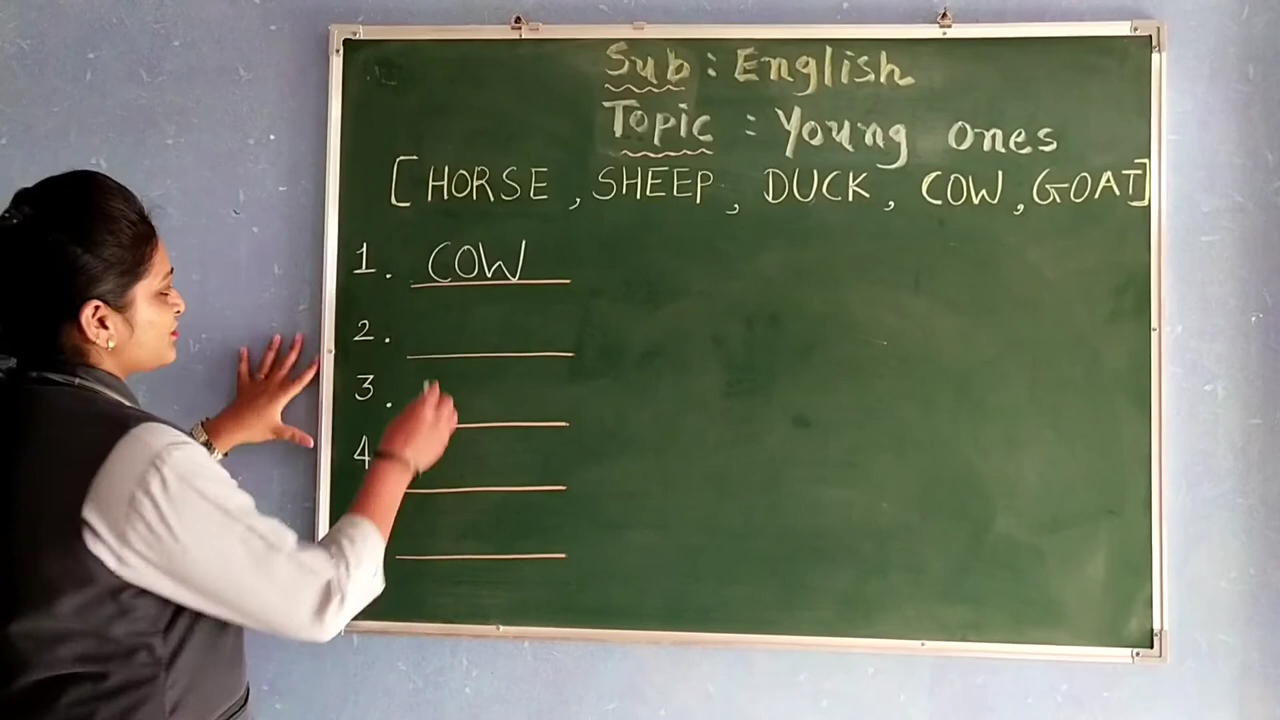 Sub : English
Topic : Young ones
[HORSE , SHEEP, DUCK, COW, GOAT]
1. COW
2.
3.
4